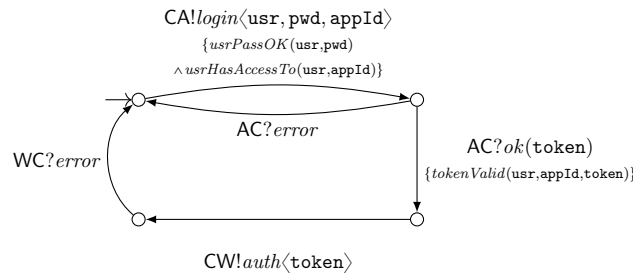 CA!login⟨usr, pwd, appId⟩
{usrPassOK(usr,pwd)
∧ usrHasAccessTo(usr,appId)}
AC?error
AC?ok(token)
{tokenValid(usr,appId,token)}
WC?error
CW!auth⟨token⟩